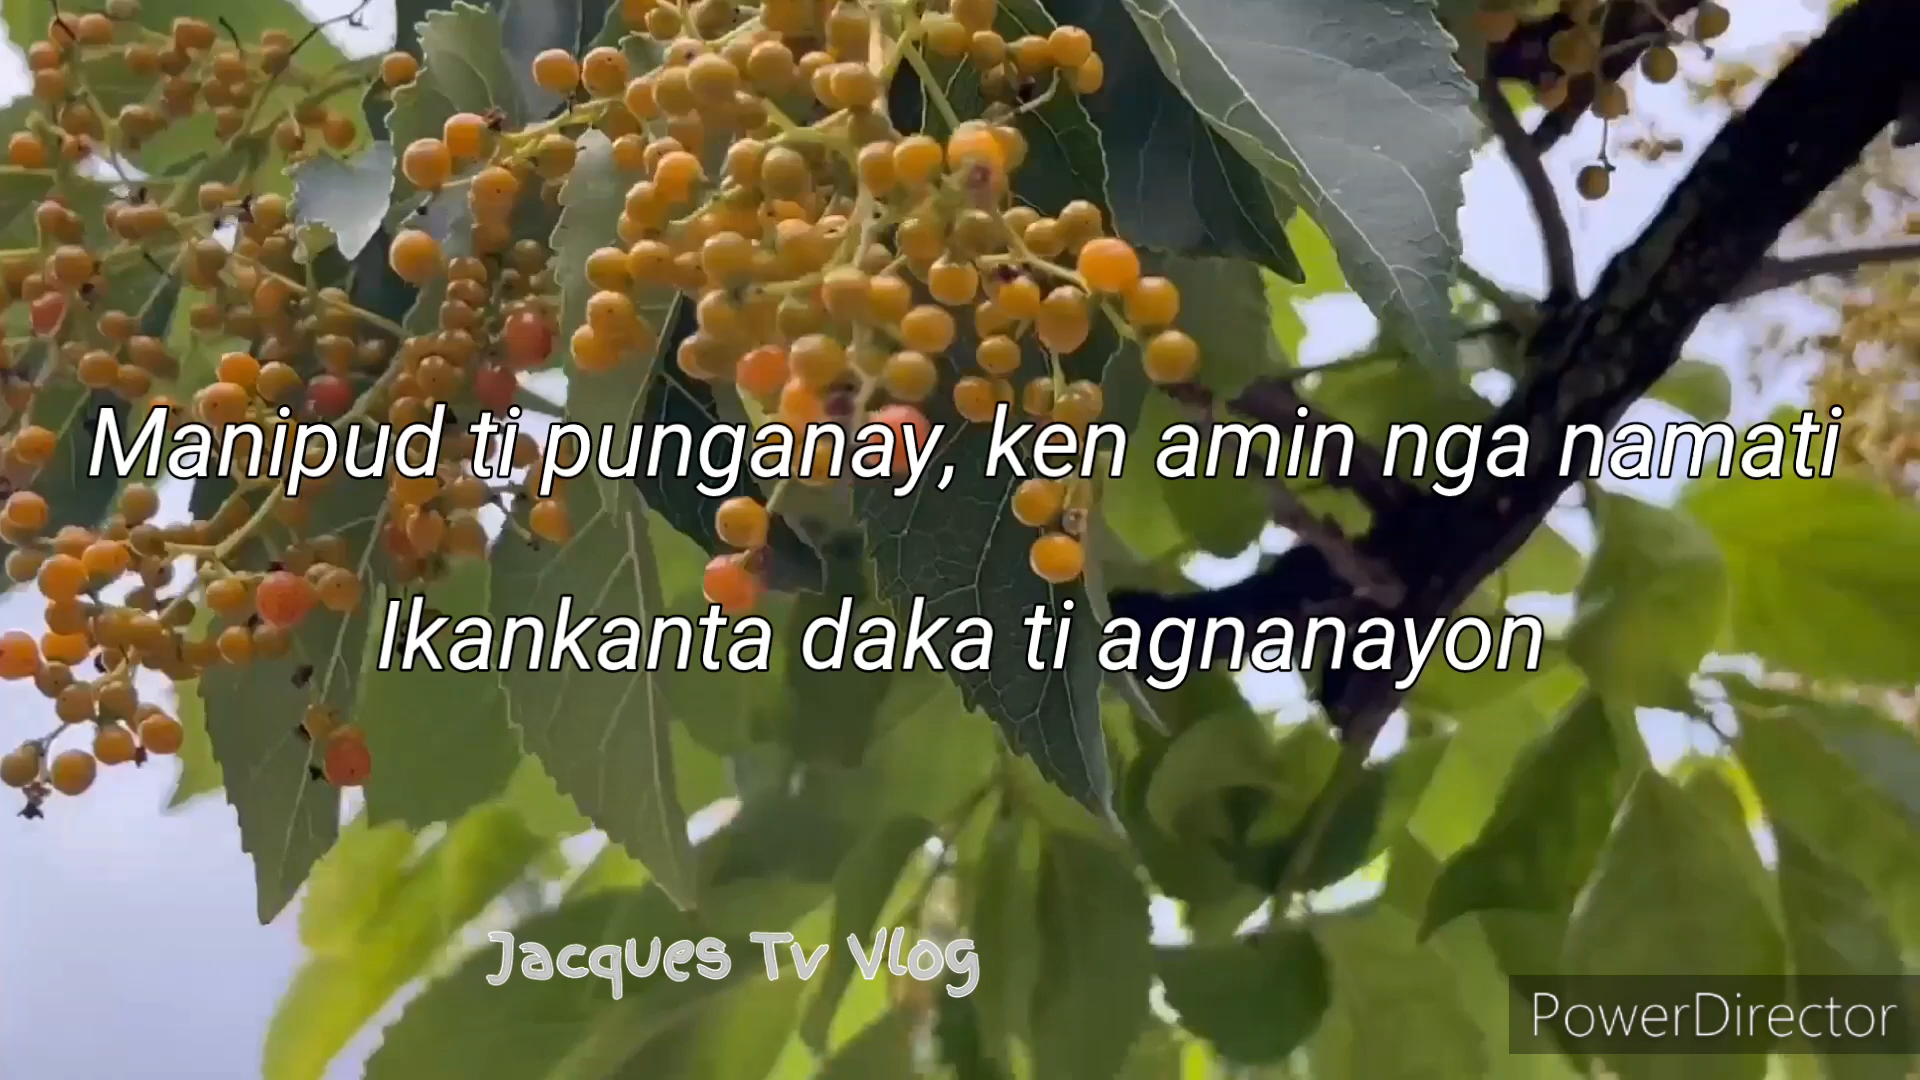 Manipud ti punganay, ken amin nga namati
Ikankanta daka ti agnanayon
Jacques Tv Vlog
PowerDirector